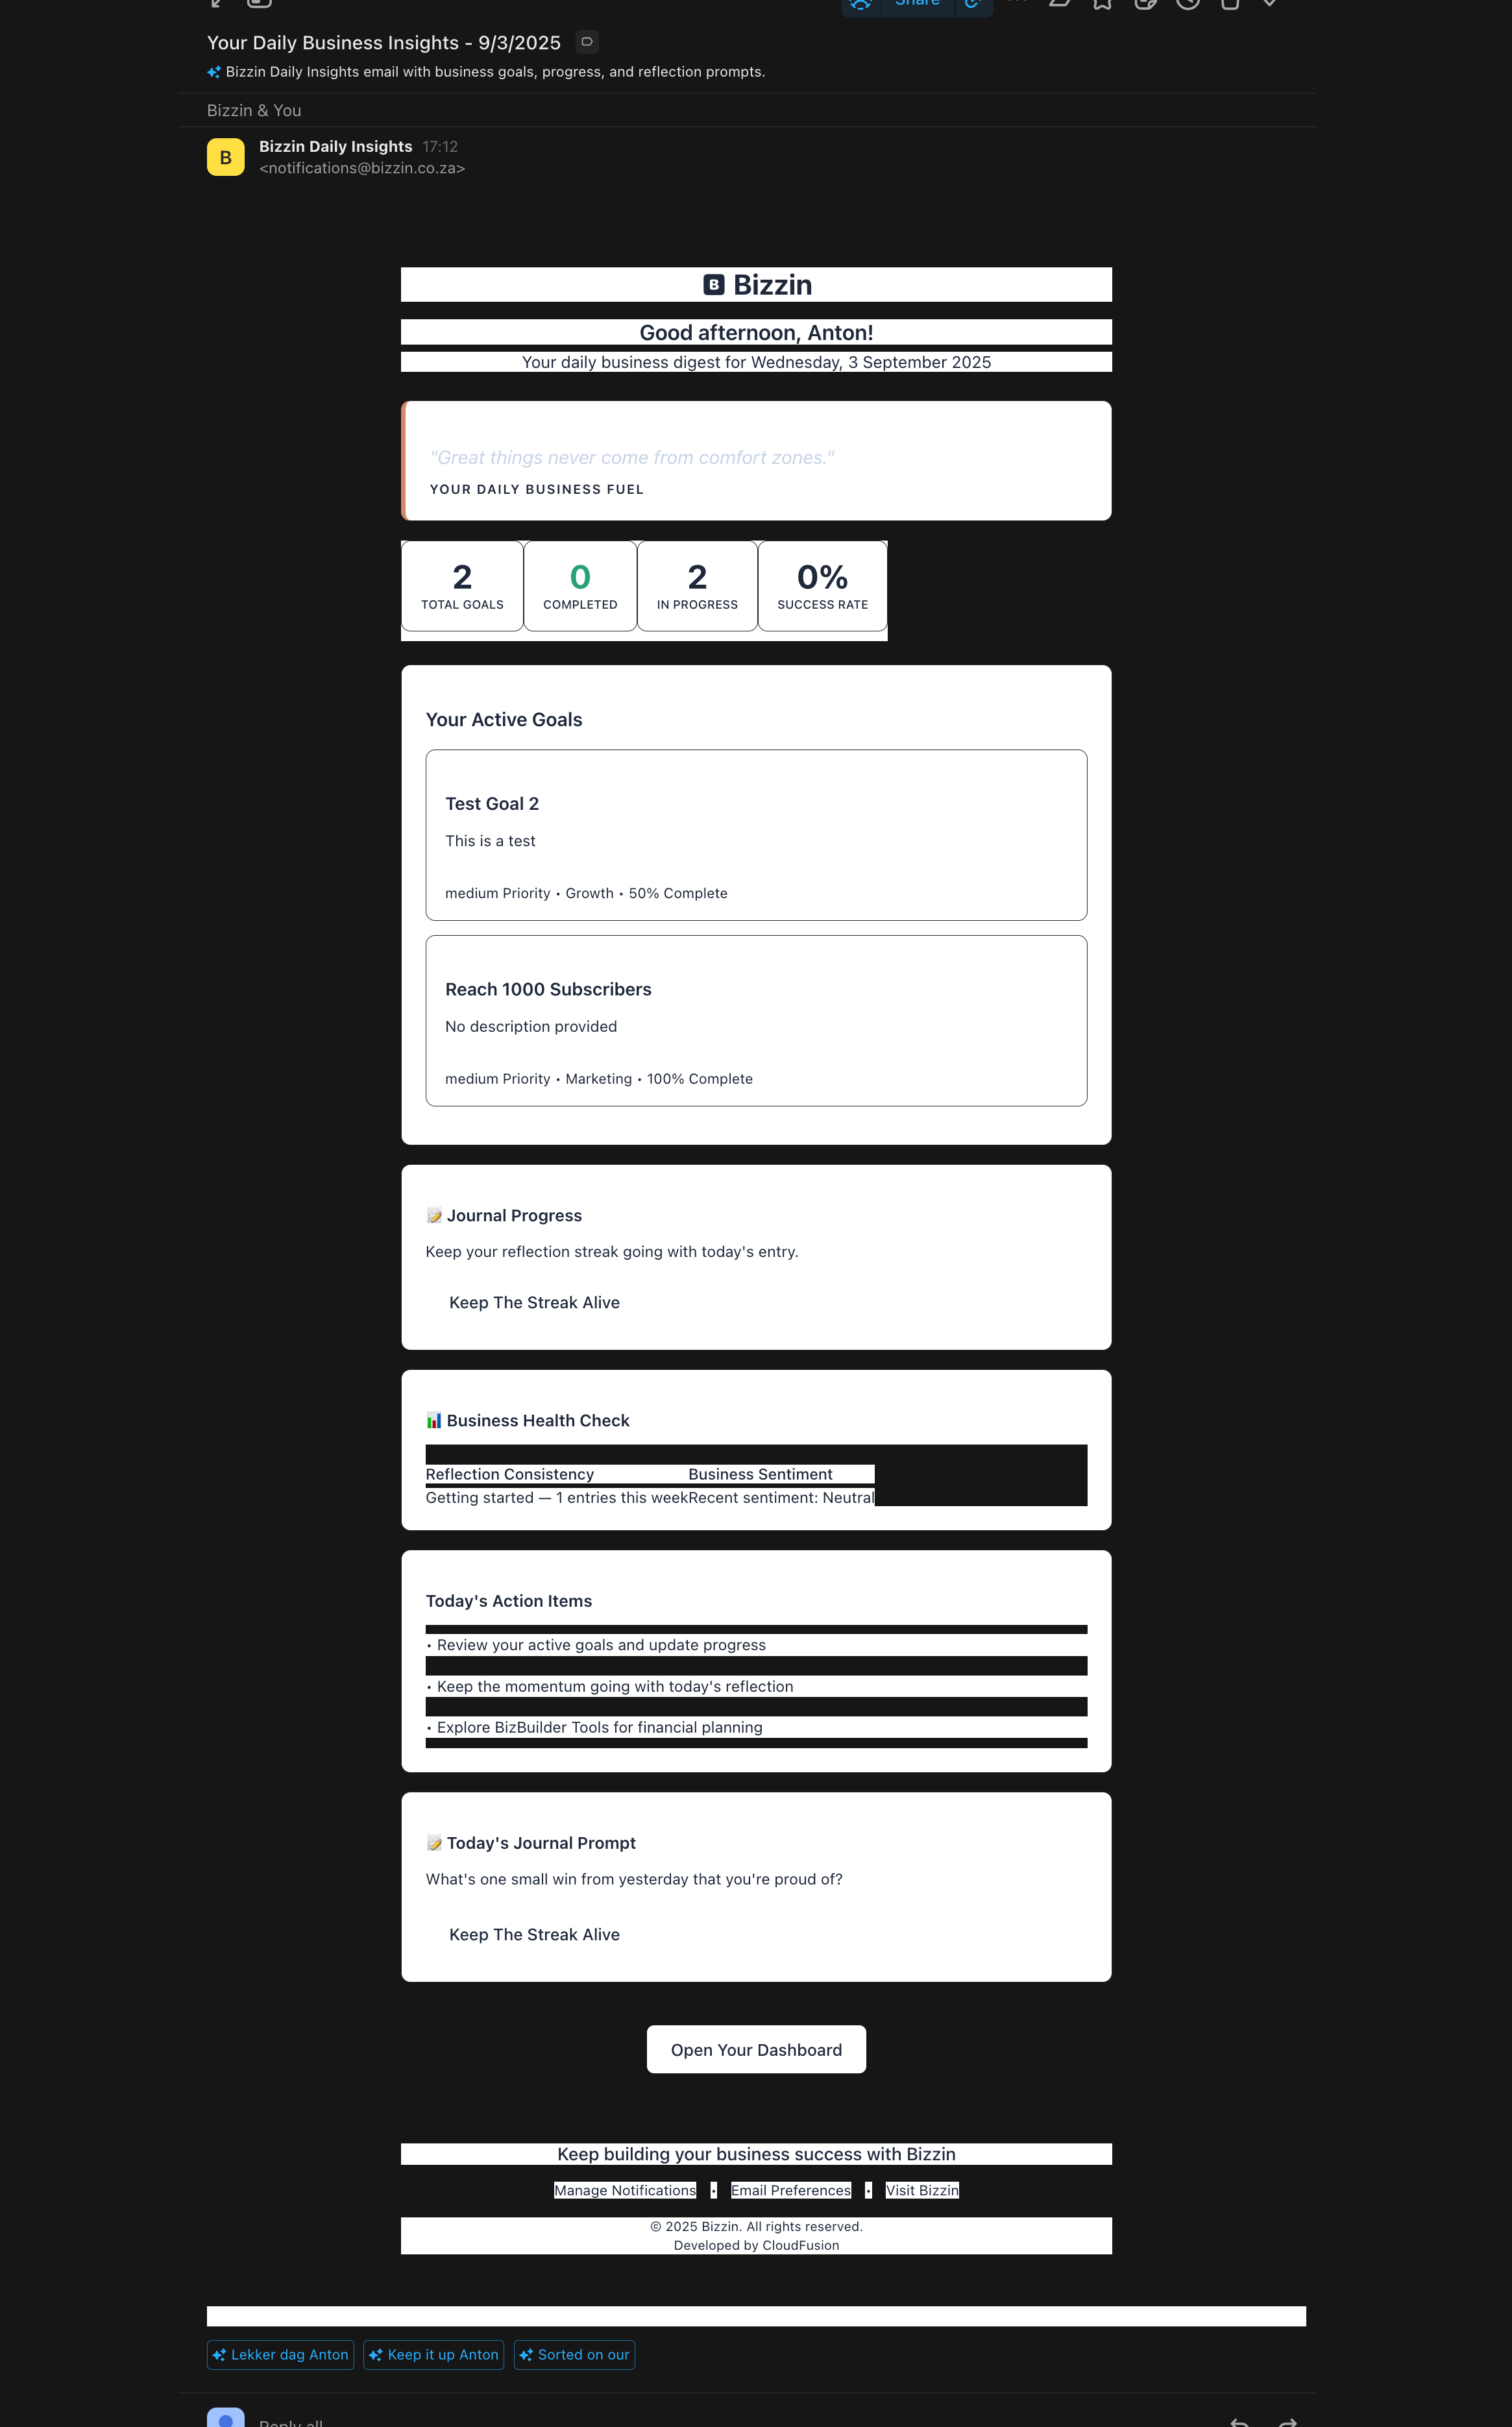 Share
Your Daily Business Insights - 9/3/2025
Bizzin Daily Insights email with business goals, progress, and reflection prompts.
Bizzin & You
B
Bizzin Daily Insights 17:12
<notifications@bizzin.co.za>
B Bizzin
Good afternoon, Anton!
Your daily business digest for Wednesday, 3 September 2025
"Great things never come from comfort zones."
YOUR DAILY BUSINESS FUEL
2 0 2 0%
TOTAL GOALS COMPLETED IN PROGRESS SUCCESS RATE
Your Active Goals
Test Goal 2
This is a test
medium Priority • Growth • 50% Complete
Reach 1000 Subscribers
No description provided
medium Priority • Marketing • 100% Complete
📝 Journal Progress
Keep your reflection streak going with today's entry.
Keep The Streak Alive
📊 Business Health Check
Reflection Consistency Business Sentiment
Getting started — 1 entries this weekRecent sentiment: Neutral
Today's Action Items
• Review your active goals and update progress
• Keep the momentum going with today's reflection
• Explore BizBuilder Tools for financial planning
📝 Today's Journal Prompt
What's one small win from yesterday that you're proud of?
Keep The Streak Alive
Open Your Dashboard
Keep building your business success with Bizzin
Manage Notifications • Email Preferences • Visit Bizzin
© 2025 Bizzin. All rights reserved.
Developed by CloudFusion
Lekker dag Anton Keep it up Anton Sorted on our
Reply all